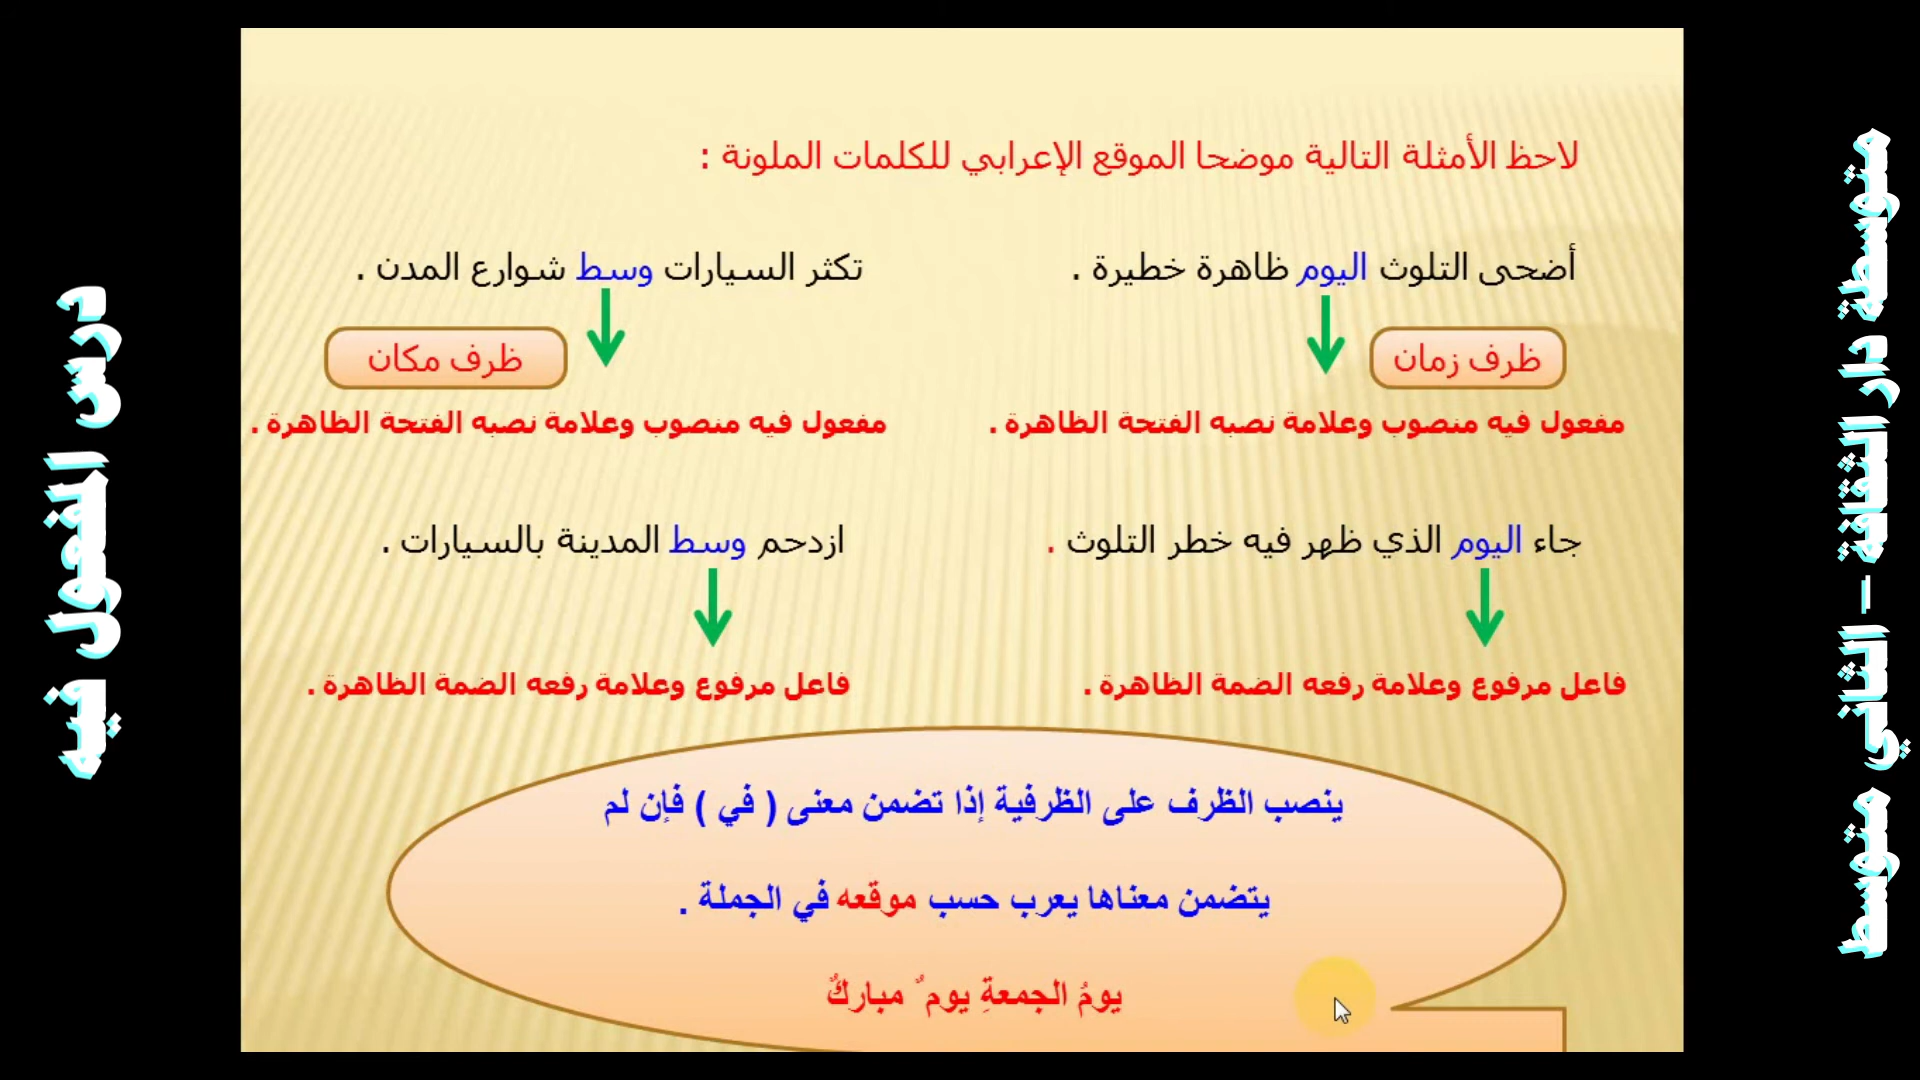 لاحظ الأمثلة التالية موضحا الموقع الإعرابي للكلمات الملونة :
أضحى التلوث اليوم ظاهرة خطيرة .
تكثر السيارات وسط شوارع المدن .
ظرف زمان
ظرف مكان
مفعول فيه منصوب وعلامة نصبه الفتحة الظاهرة .
مفعول فيه منصوب وعلامة نصبه الفتحة الظاهرة .
جاء اليوم الذي ظهر فيه خطر التلوث .
ازدحم وسط المدينة بالسيارات .
فاعل مرفوع وعلامة رفعه الضمة الظاهرة .
فاعل مرفوع وعلامة رفعه الضمة الظاهرة .
ينصب الظرف على الظرفية إذا تضمن معنى ( في ) فإن لم
يتضمن معناها يعرب حسب موقعه في الجملة .
يومُ الجمعةِ يومٌ مباركٌ
متوسطة دار الثقافة – الثاني متوسط
درس المفعول فيه